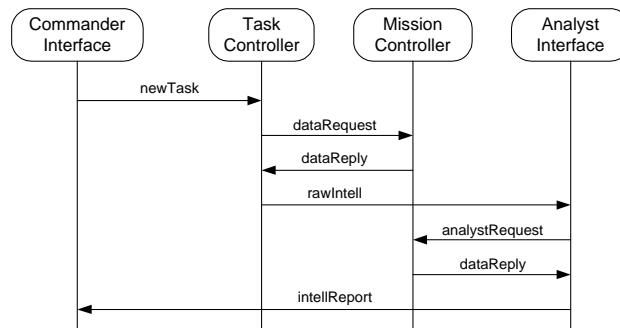 Commander
Interface
Task
Controller
Mission
Controller
Analyst
Interface
newTask
dataRequest
dataReply
rawIntell
analystRequest
dataReply
intellReport